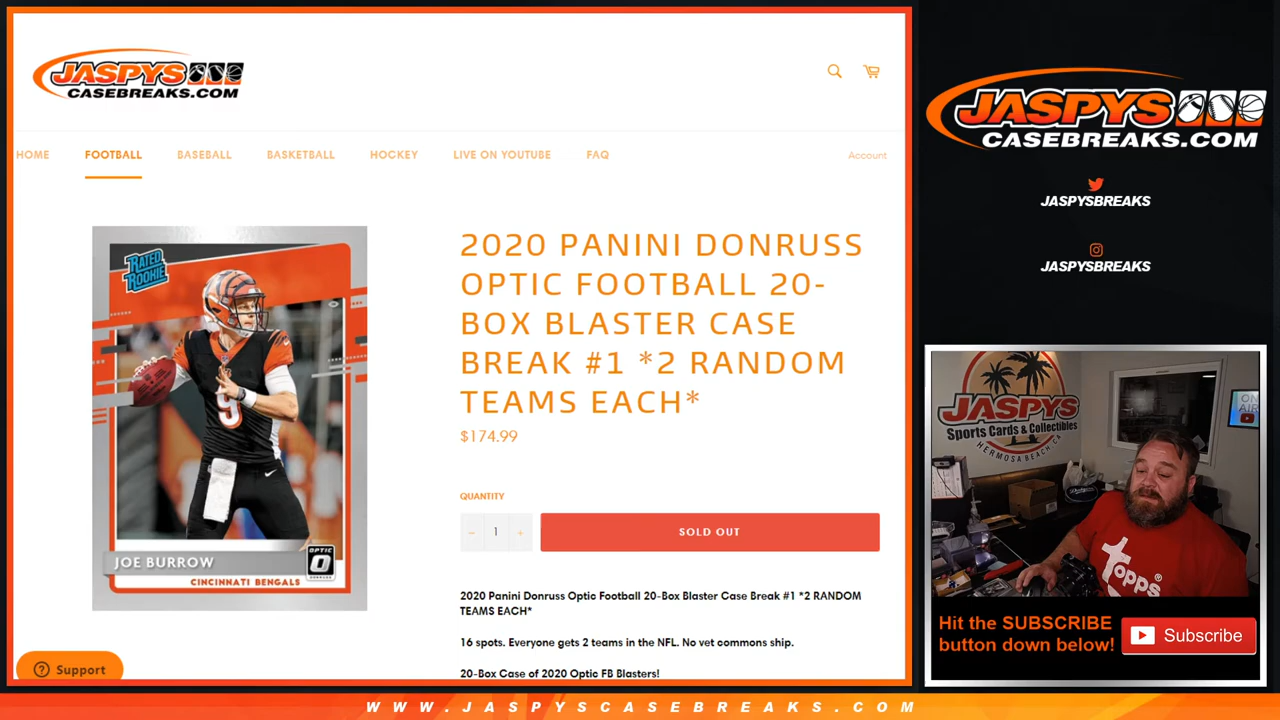 JASPYS
CASEBREAKS.COM
HOME
FOOTBALL
BASEBALL
BASKETBALL
HOCKEY
LIVE ON YOUTUBE
FAQ
Account
RATED ROOKIE
9
JOE BURROW
OPTIC
CINCINNATI BENGALS
2020 PANINI DONRUSS
OPTIC FOOTBALL 20-
BOX BLASTER CASE
BREAK #1 *2 RANDOM
TEAMS EACH*
$174.99
QUANTITY
− 1 +
SOLD OUT
2020 Panini Donruss Optic Football 20-Box Blaster Case Break #1 *2 RANDOM
TEAMS EACH*
16 spots. Everyone gets 2 teams in the NFL. No vet commons ship.
20-Box Case of 2020 Optic FB Blasters!
Support
JASPYS
CASEBREAKS.COM
JASPYSBREAKS
JASPYSBREAKS
JASPYS
Sports Cards & Collectibles
HERMOSA BEACH, CA
ON
AIR
topps
Hit the SUBSCRIBE
button down below!
Subscribe
WWW.JASPYSCASEBREAKS.COM